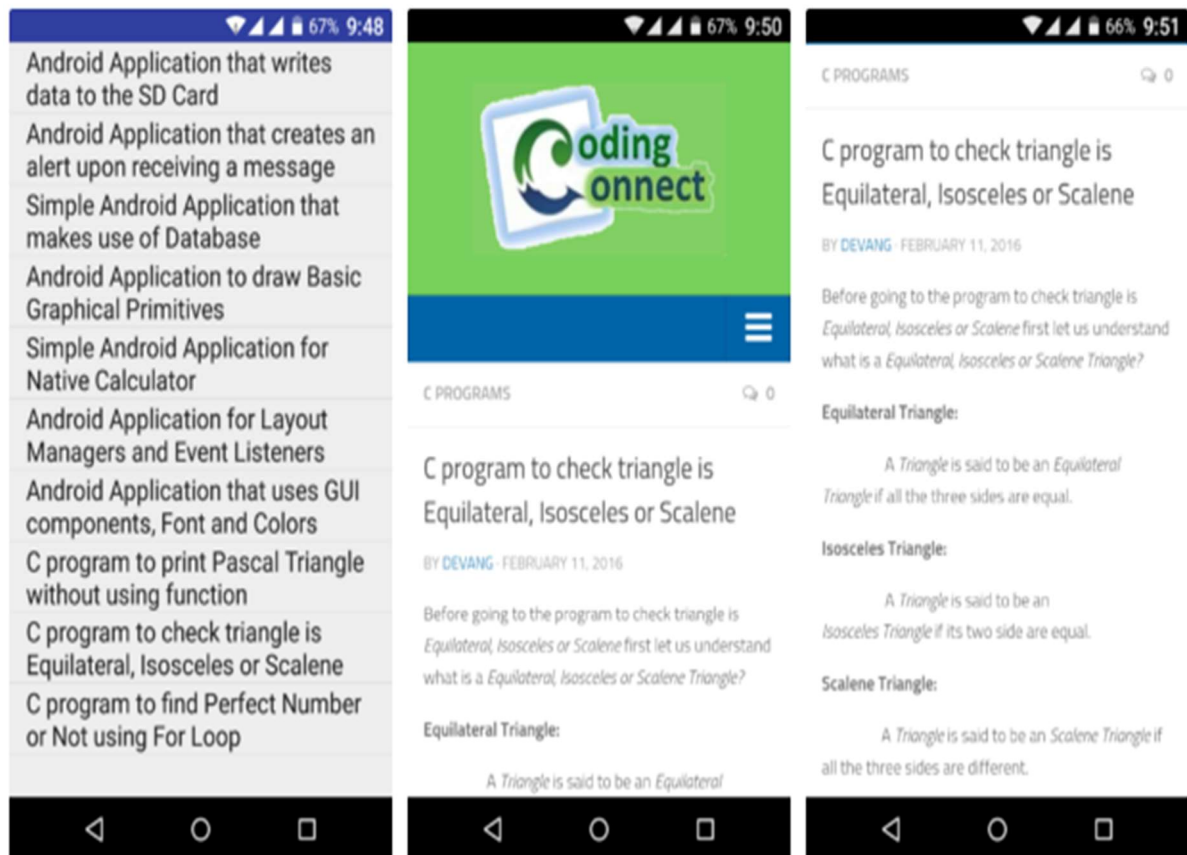 67% 9:48
Android Application that writes
data to the SD Card
Android Application that creates an
alert upon receiving a message
Simple Android Application that
makes use of Database
Android Application to draw Basic
Graphical Primitives
Simple Android Application for
Native Calculator
Android Application for Layout
Managers and Event Listeners
Android Application that uses GUI
components, Font and Colors
C program to print Pascal Triangle
without using function
C program to check triangle is
Equilateral, Isosceles or Scalene
C program to find Perfect Number
or Not using For Loop
67% 9:50
Coding
Connect
C PROGRAMS 0
C program to check triangle is
Equilateral, Isosceles or Scalene
BY DEVANG · FEBRUARY 11, 2016
Before going to the program to check triangle is
Equilateral, Isosceles or Scalene first let us understand
what is a Equilateral, Isosceles or Scalene Triangle?
Equilateral Triangle:
A Triangle is said to be an Equilateral
66% 9:51
C PROGRAMS 0
C program to check triangle is
Equilateral, Isosceles or Scalene
BY DEVANG · FEBRUARY 11, 2016
Before going to the program to check triangle is
Equilateral, Isosceles or Scalene first let us understand
what is a Equilateral, Isosceles or Scalene Triangle?
Equilateral Triangle:
A Triangle is said to be an Equilateral
Triangle if all the three sides are equal.
Isosceles Triangle:
A Triangle is said to be an
Isosceles Triangle if its two side are equal.
Scalene Triangle:
A Triangle is said to be an Scalene Triangle if
all the three sides are different.